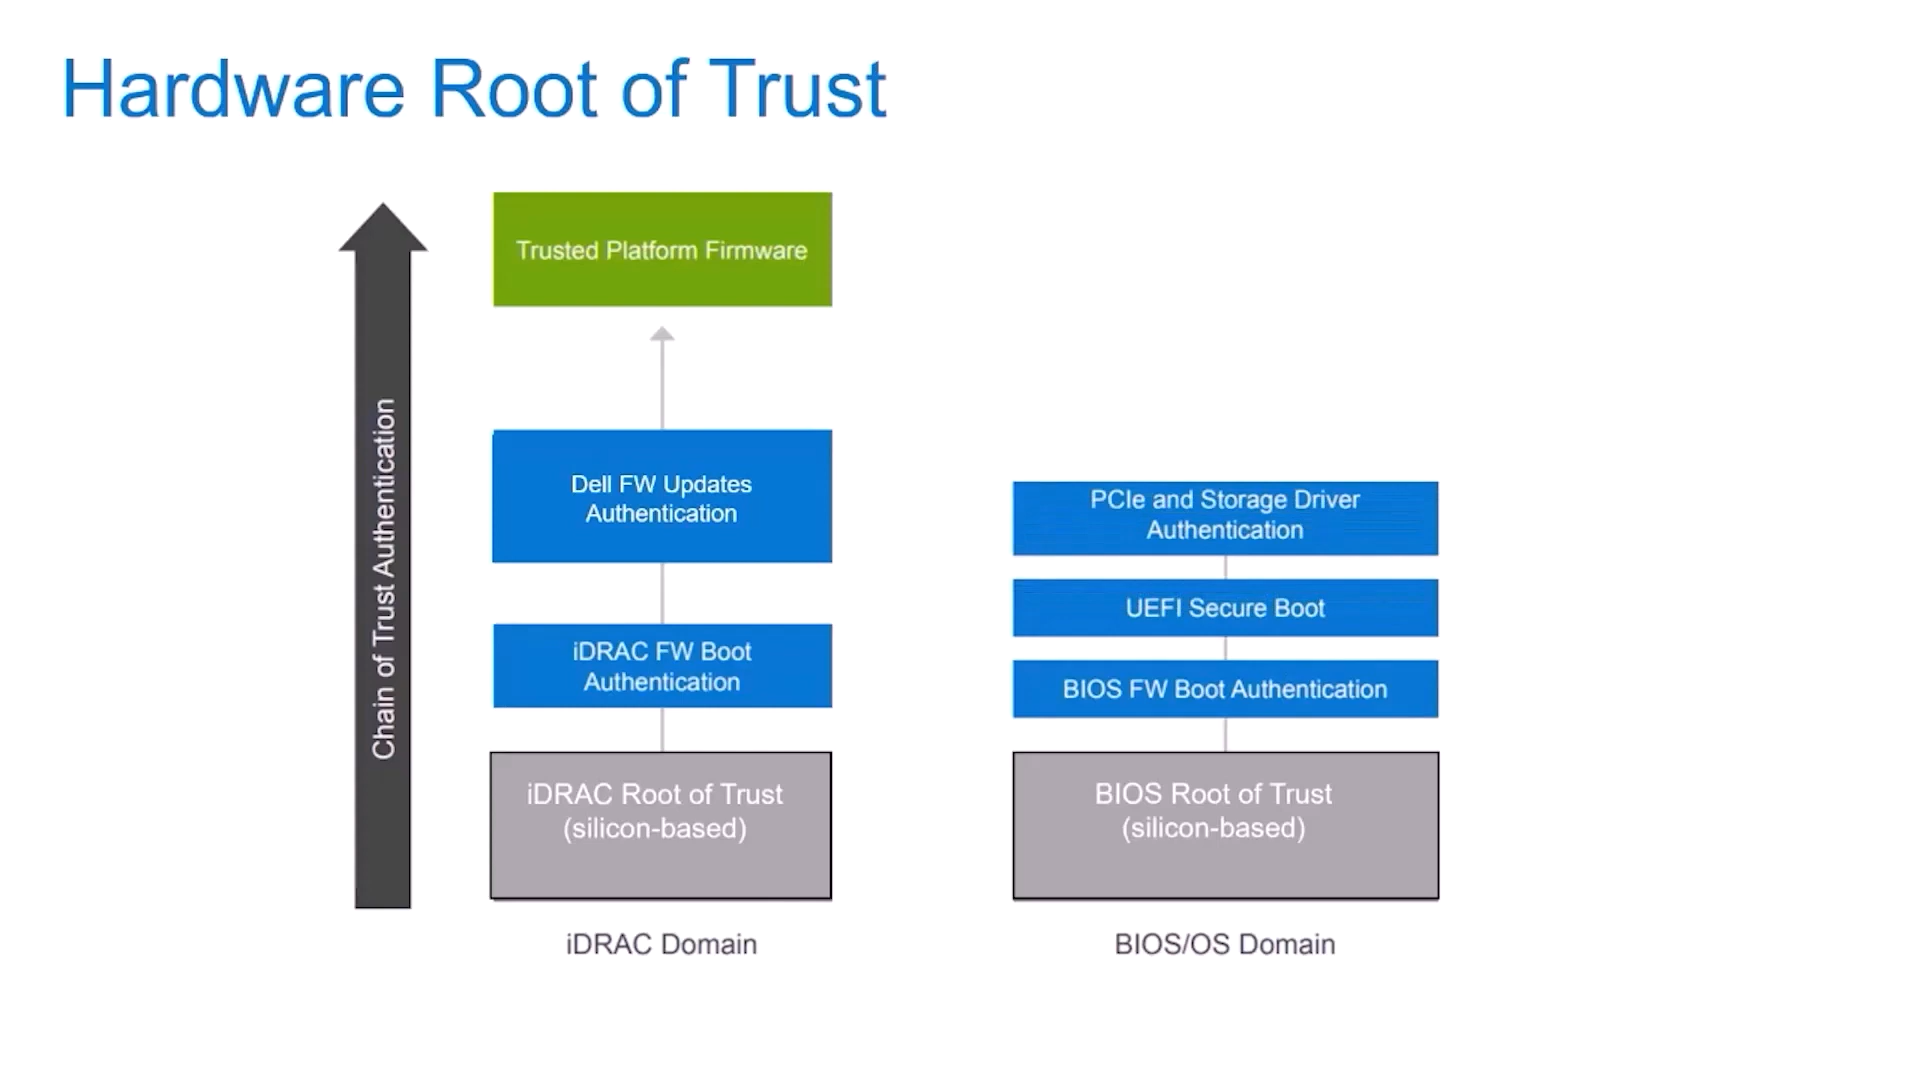 Hardware Root of Trust
Chain of Trust Authentication
Trusted Platform Firmware
Dell FW Updates
Authentication
iDRAC FW Boot
Authentication
iDRAC Root of Trust
(silicon-based)
iDRAC Domain
PCIe and Storage Driver
Authentication
UEFI Secure Boot
BIOS FW Boot Authentication
BIOS Root of Trust
(silicon-based)
BIOS/OS Domain